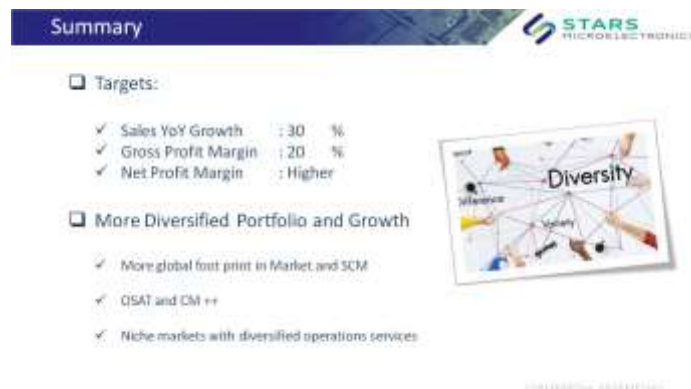 Summary
STARS
MICROELECTRONICS
Targets:
Sales YoY Growth : 30 %
Gross Profit Margin : 20 %
Net Profit Margin : Higher
Diversity
Difference
Variety
More Diversified Portfolio and Growth
More global foot print in Market and SCM
OSAT and CM ++
Niche markets with diversified operations services